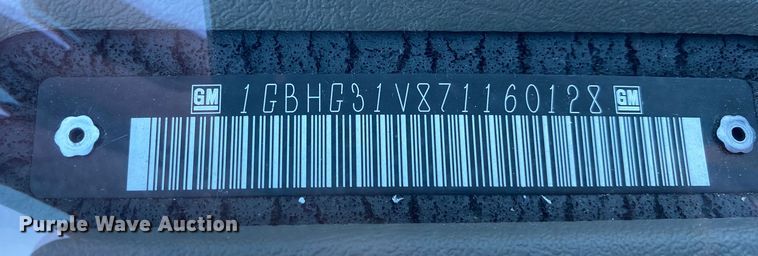 GM 1GBHG31V871160128 GM
Purple Wave Auction